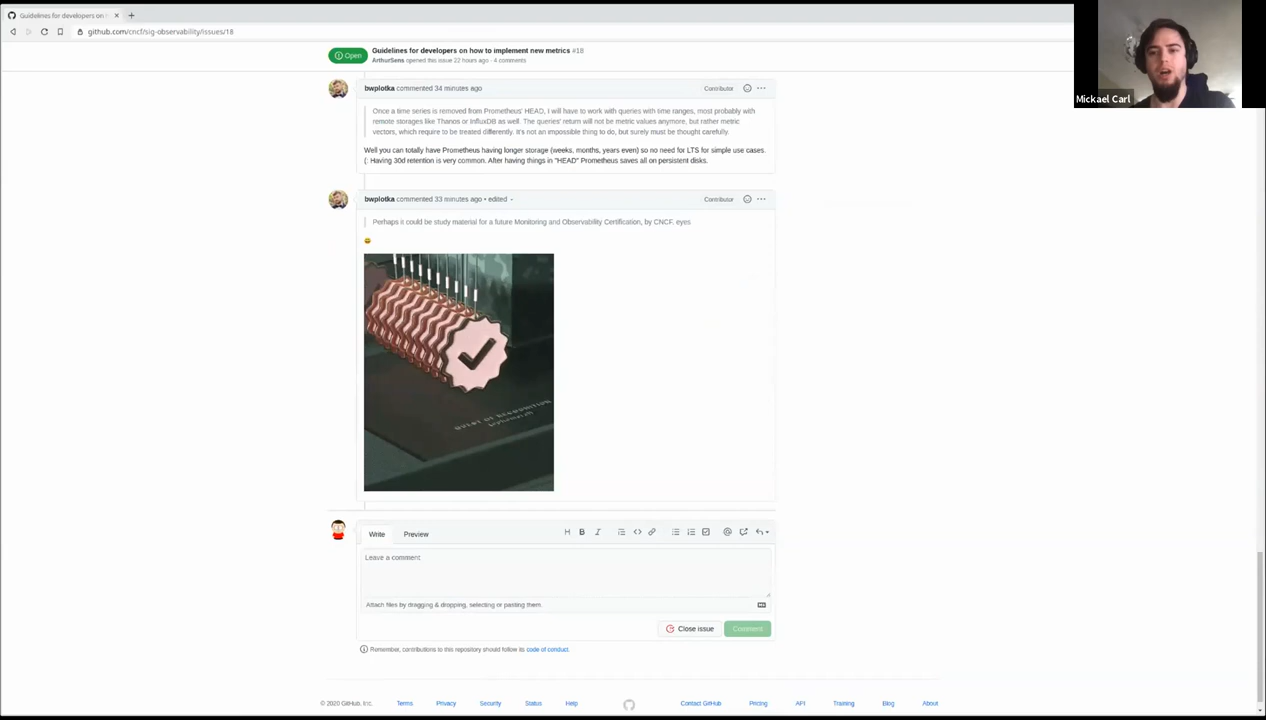 Guidelines for developers on
github.com/cncf/sig-observability/issues/18
Mickael Carl
Open
Guidelines for developers on how to implement new metrics #18
ArthurSens opened this issue 22 hours ago · 4 comments
bwplotka commented 34 minutes ago
Contributor
Once a time series is removed from Prometheus' HEAD, I will have to work with queries with time ranges, most probably with
remote storages like Thanos or InfluxDB as well. The queries' return will not be metric values anymore, but rather metric
vectors, which require to be treated differently. It's not an impossible thing to do, but surely must be thought carefully.
Well you can totally have Prometheus having longer storage (weeks, months, years even) so no need for LTS for simple use cases.
(: Having 30d retention is very common. After having things in "HEAD" Prometheus saves all on persistent disks.
bwplotka commented 33 minutes ago • edited
Contributor
Perhaps it could be study material for a future Monitoring and Observability Certification, by CNCF. eyes
Write
Preview
Leave a comment
Attach files by dragging & dropping, selecting or pasting them.
Close issue
Comment
Remember, contributions to this repository should follow its code of conduct.
© 2020 GitHub, Inc.
Terms
Privacy
Security
Status
Help
Contact GitHub
Pricing
API
Training
Blog
About